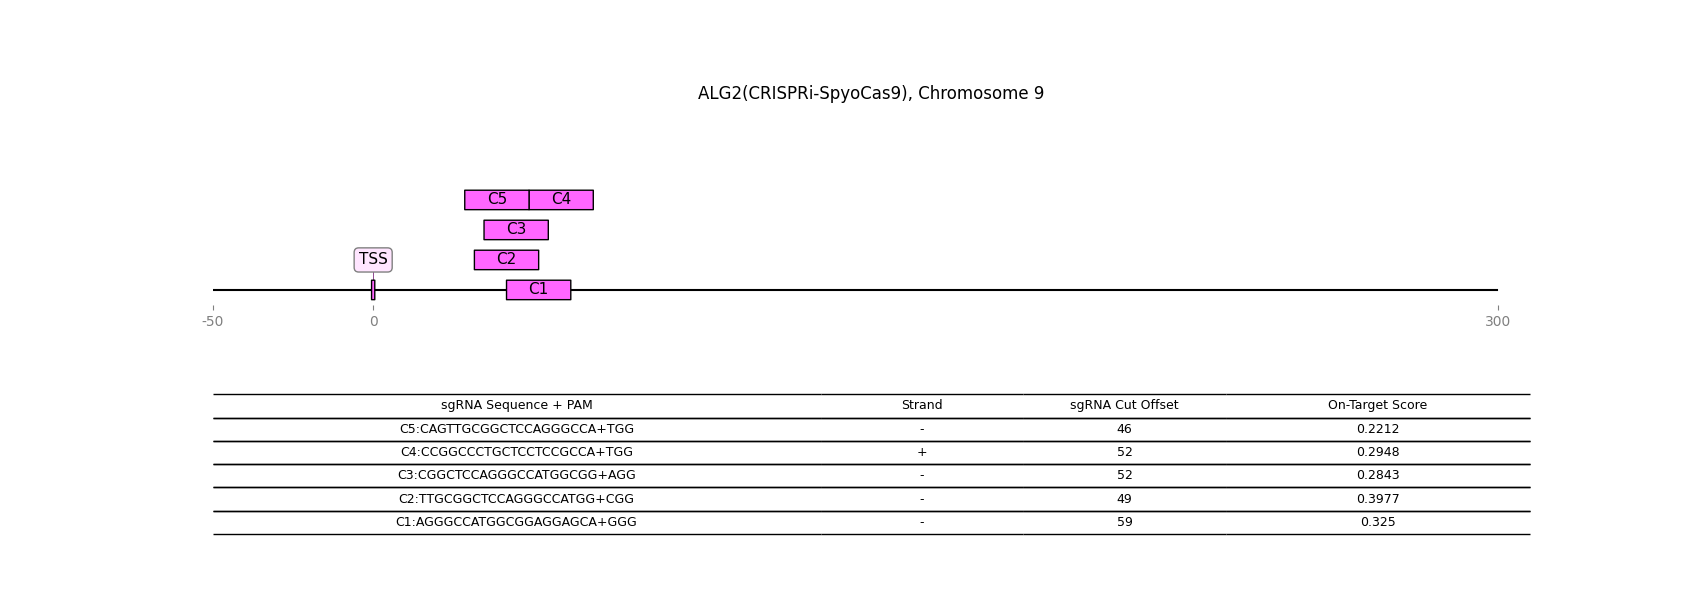 ALG2(CRISPRi-SpyoCas9), Chromosome 9
C5 C4
C3
TSS C2
C1
-50 0 300
sgRNA Sequence + PAM Strand sgRNA Cut Offset On-Target Score
C5:CAGTTGCGGCTCCAGGGCCA+TGG - 46 0.2212
C4:CCGGCCCTGCTCCTCCGCCA+TGG + 52 0.2948
C3:CGGCTCCAGGGCCATGGCGG+AGG - 52 0.2843
C2:TTGCGGCTCCAGGGCCATGG+CGG - 49 0.3977
C1:AGGGCCATGGCGGAGGAGCA+GGG - 59 0.325